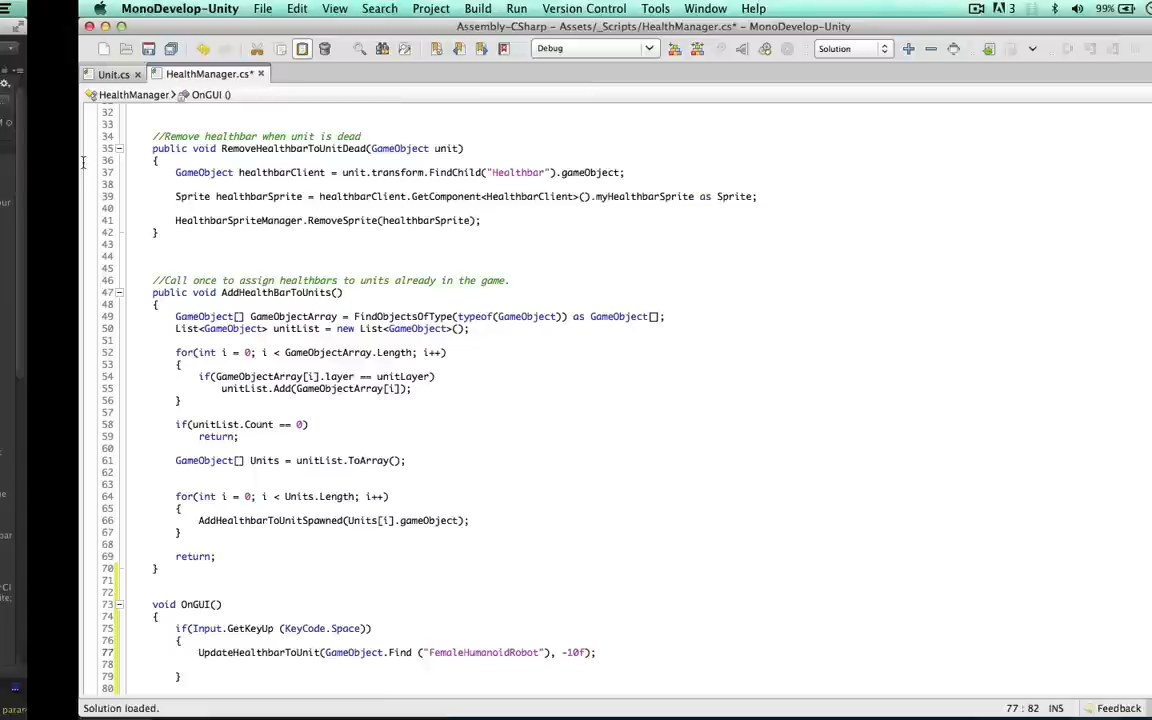 MonoDevelop-Unity File Edit View Search Project Build Run Version Control Tools Window Help 3 99%
Assembly-CSharp – Assets/_Scripts/HealthManager.cs* – MonoDevelop-Unity
Debug Solution
Unit.cs HealthManager.cs*
HealthManager OnGUI ()
32
33
34 //Remove healthbar when unit is dead
35 public void RemoveHealthbarToUnitDead(GameObject unit)
36 {
37 GameObject healthbarClient = unit.transform.FindChild("Healthbar").gameObject;
38
39 Sprite healthbarSprite = healthbarClient.GetComponent<HealthbarClient>().myHealthbarSprite as Sprite;
40
41 HealthbarSpriteManager.RemoveSprite(healthbarSprite);
42 }
43
44
45
46 //Call once to assign healthbars to units already in the game.
47 public void AddHealthBarToUnits()
48 {
49 GameObject[] GameObjectArray = FindObjectsOfType(typeof(GameObject)) as GameObject[];
50 List<GameObject> unitList = new List<GameObject>();
51
52 for(int i = 0; i < GameObjectArray.Length; i++)
53 {
54 if(GameObjectArray[i].layer == unitLayer)
55 unitList.Add(GameObjectArray[i]);
56 }
57
58 if(unitList.Count == 0)
59 return;
60
61 GameObject[] Units = unitList.ToArray();
62
63
64 for(int i = 0; i < Units.Length; i++)
65 {
66 AddHealthbarToUnitSpawned(Units[i].gameObject);
67 }
68
69 return;
70 }
71
72
73 void OnGUI()
74 {
75 if(Input.GetKeyUp (KeyCode.Space))
76 {
77 UpdateHealthbarToUnit(GameObject.Find ("FemaleHumanoidRobot"), -10f);
78
79 }
80
Solution loaded. 77 : 82 INS Feedback